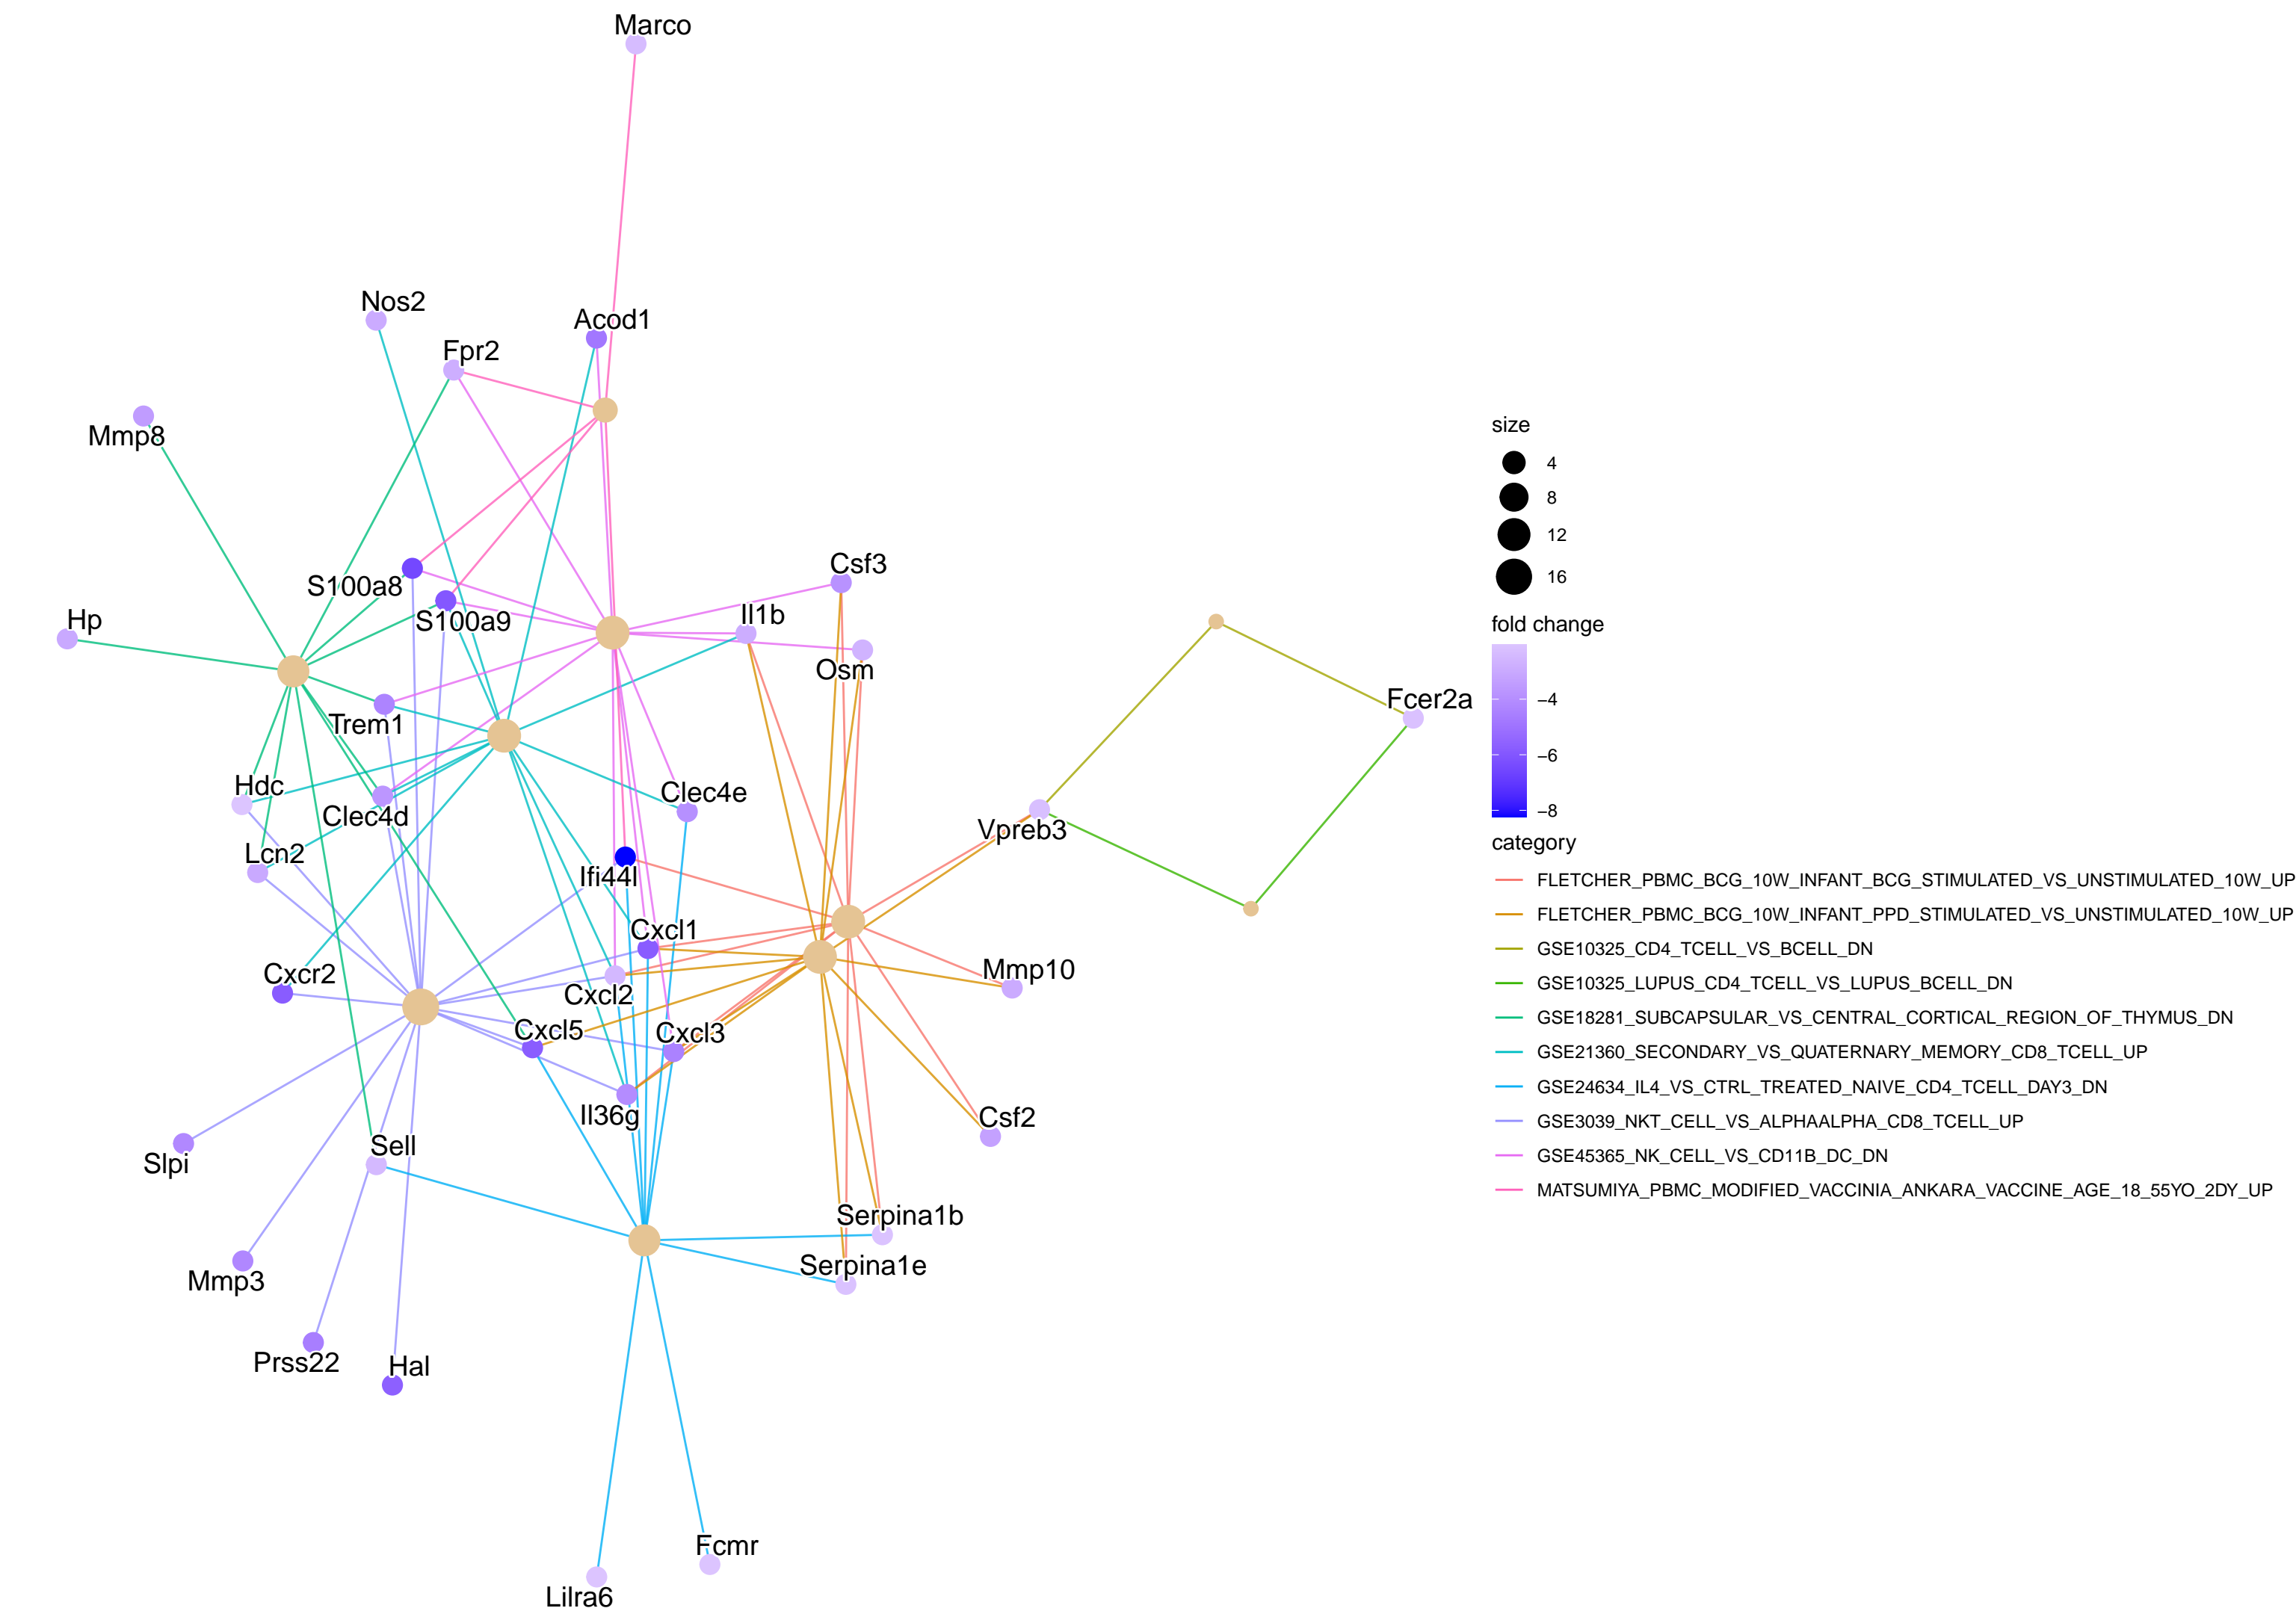 Marco
Nos2
Acod1
Fpr2
Mmp8
Csf3
S100a8
Il1b
Hp
S100a9
Osm
Fcer2a
Trem1
Hdc
Clec4e
Clec4d
Vpreb3
Lcn2
Ifi44l
Cxcl1
Cxcr2
Mmp10
Cxcl2
Cxcl5
Cxcl3
Il36g
Csf2
Sell
Slpi
Serpina1b
Serpina1e
Mmp3
Prss22
Hal
Fcmr
Lilra6
size
4
8
12
16
fold change
−4
−6
−8
category
FLETCHER_PBMC_BCG_10W_INFANT_BCG_STIMULATED_VS_UNSTIMULATED_10W_UP
FLETCHER_PBMC_BCG_10W_INFANT_PPD_STIMULATED_VS_UNSTIMULATED_10W_UP
GSE10325_CD4_TCELL_VS_BCELL_DN
GSE10325_LUPUS_CD4_TCELL_VS_LUPUS_BCELL_DN
GSE18281_SUBCAPSULAR_VS_CENTRAL_CORTICAL_REGION_OF_THYMUS_DN
GSE21360_SECONDARY_VS_QUATERNARY_MEMORY_CD8_TCELL_UP
GSE24634_IL4_VS_CTRL_TREATED_NAIVE_CD4_TCELL_DAY3_DN
GSE3039_NKT_CELL_VS_ALPHAALPHA_CD8_TCELL_UP
GSE45365_NK_CELL_VS_CD11B_DC_DN
MATSUMIYA_PBMC_MODIFIED_VACCINIA_ANKARA_VACCINE_AGE_18_55YO_2DY_UP